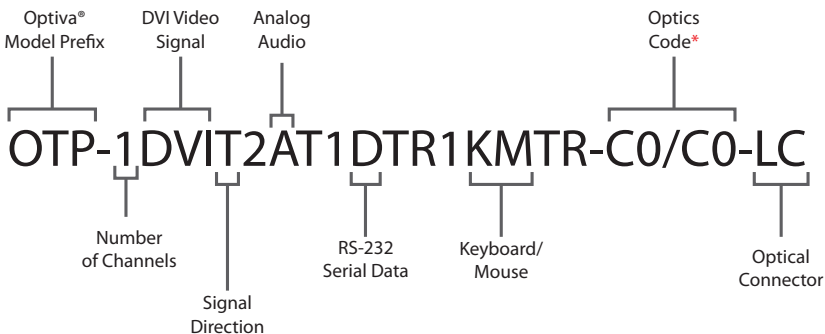 Optiva®
Model Prefix
DVI Video
Signal
Analog
Audio
Optics
Code*
OTP-1DVIT2AT1DTR1KMTR-C0/C0-LC
Number
of Channels
Signal
Direction
RS-232
Serial Data
Keyboard/
Mouse
Optical
Connector